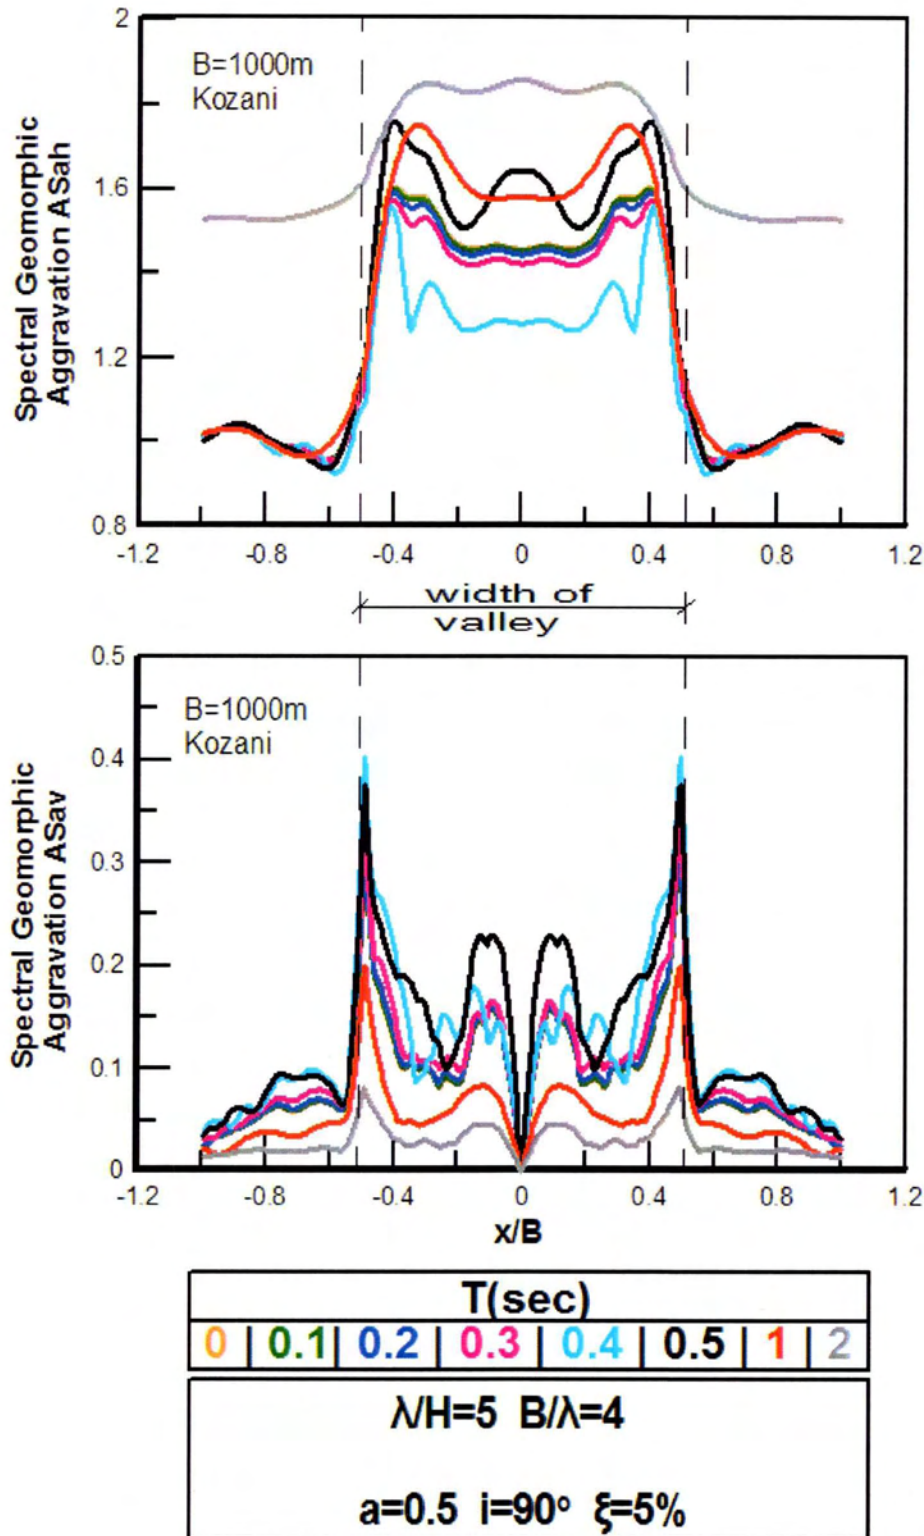 Spectral Geomorphic
Aggravation ASah
B=1000m
Kozani
2
1.6
1.2
0.8
-1.2 -0.8 -0.4 0 0.4 0.8 1.2
width of
valley
Spectral Geomorphic
Aggravation ASav
B=1000m
Kozani
0.5
0.4
0.3
0.2
0.1
0
-1.2 -0.8 -0.4 0 0.4 0.8 1.2
x/B
T(sec)
0 | 0.1 | 0.2 | 0.3 | 0.4 | 0.5 | 1 | 2
λ/H=5 B/λ=4
a=0.5 i=90° ξ=5%